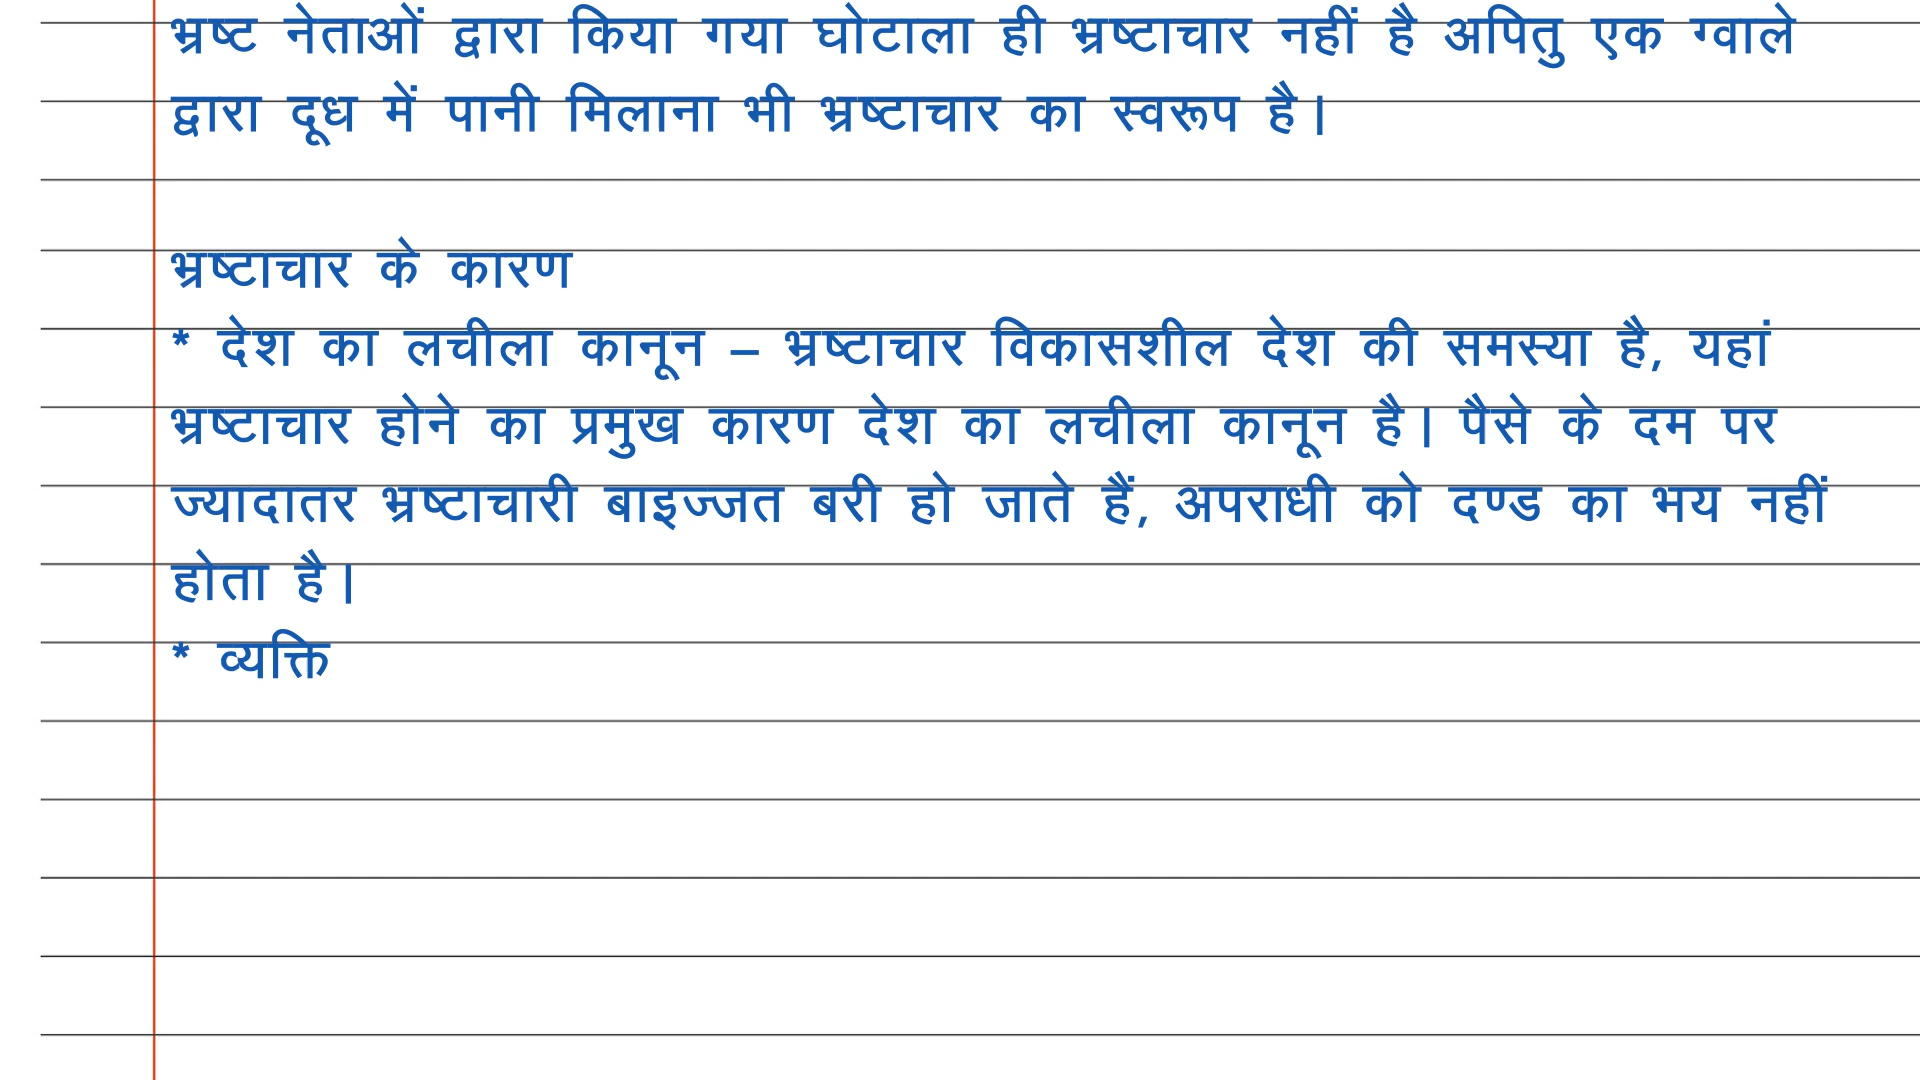 भ्रष्ट नेताओं द्वारा किया गया घोटाला ही भ्रष्टाचार नहीं है अपितु एक ग्वाले
द्वारा दूध में पानी मिलाना भी भ्रष्टाचार का स्वरूप है।
भ्रष्टाचार के कारण
* देश का लचीला कानून – भ्रष्टाचार विकासशील देश की समस्या है, यहां
भ्रष्टाचार होने का प्रमुख कारण देश का लचीला कानून है। पैसे के दम पर
ज्यादातर भ्रष्टाचारी बाइज्जत बरी हो जाते हैं, अपराधी को दण्ड का भय नहीं
होता है।
* व्यक्ति